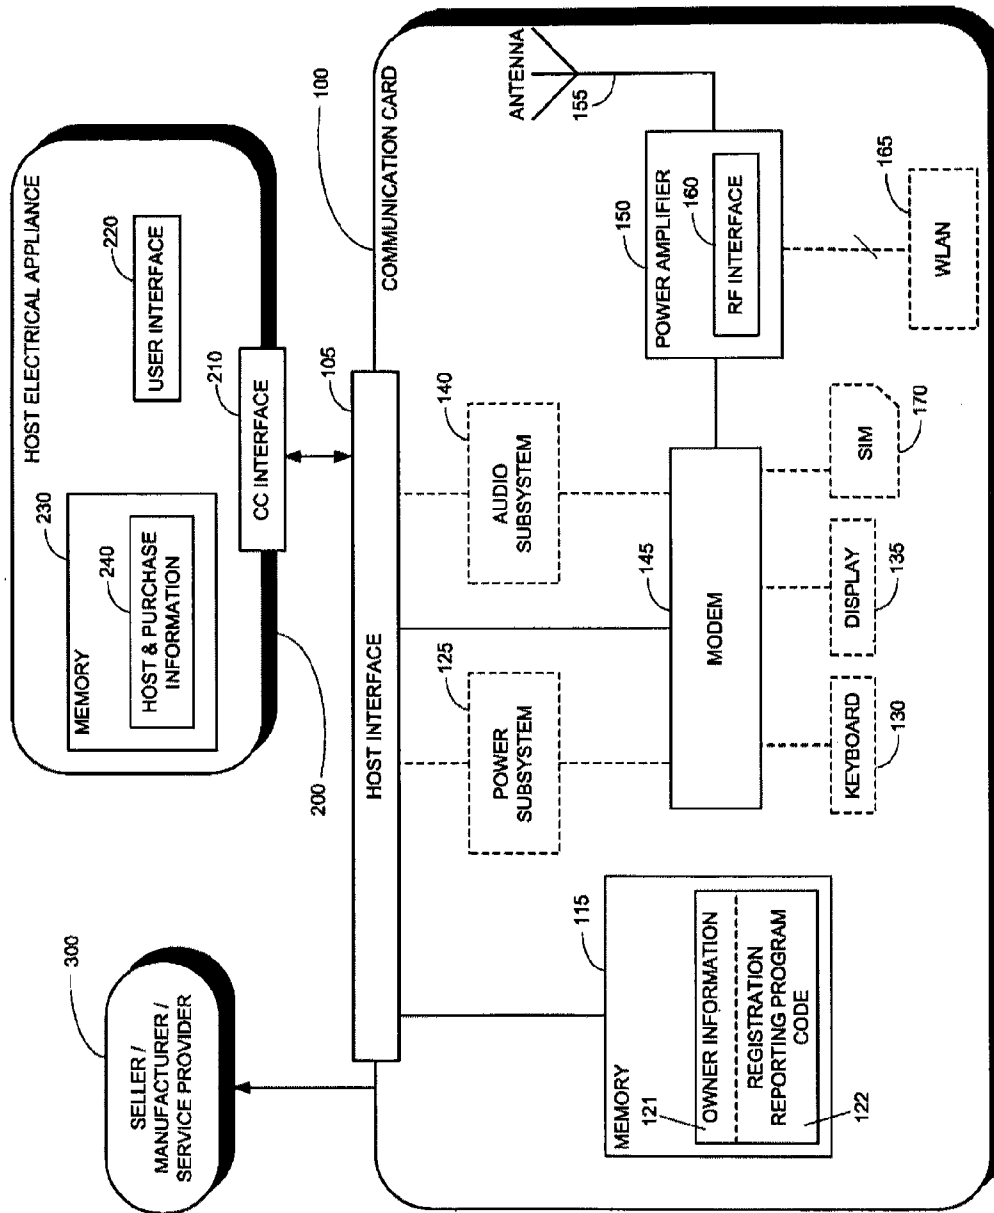 300
SELLER /
MANUFACTURER /
SERVICE PROVIDER
HOST ELECTRICAL APPLIANCE
230
MEMORY
240
HOST & PURCHASE
INFORMATION
220
USER INTERFACE
210
CC INTERFACE
200
COMMUNICATION CARD
100
105
HOST INTERFACE
115
MEMORY
121
OWNER INFORMATION
REGISTRATION
REPORTING PROGRAM
CODE
122
125
POWER
SUBSYSTEM
140
AUDIO
SUBSYSTEM
145
MODEM
KEYBOARD
130
DISPLAY
135
SIM
170
150
POWER AMPLIFIER
160
RF INTERFACE
ANTENNA
155
165
WLAN